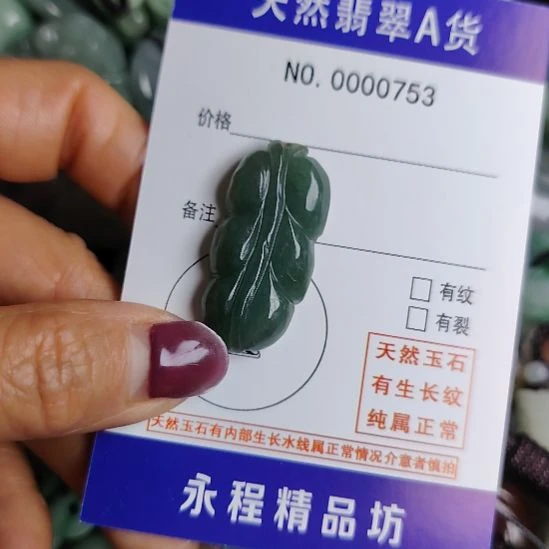 天然翡翠A货
NO. 0000753
价格
备注
有纹
有裂
天然玉石
有生长纹
纯属正常
天然玉石有内部生长水线属正常情况介意者慎拍
永程精品坊